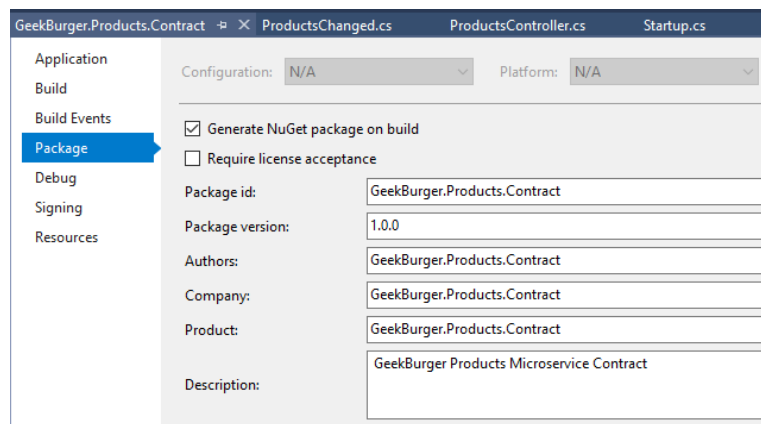 GeekBurger.Products.Contract ProductsChanged.cs ProductsController.cs Startup.cs
Application
Configuration: N/A Platform: N/A
Build
Build Events
Package
Debug
Signing
Resources
Generate NuGet package on build
Require license acceptance
Package id: GeekBurger.Products.Contract
Package version: 1.0.0
Authors: GeekBurger.Products.Contract
Company: GeekBurger.Products.Contract
Product: GeekBurger.Products.Contract
Description: GeekBurger Products Microservice Contract